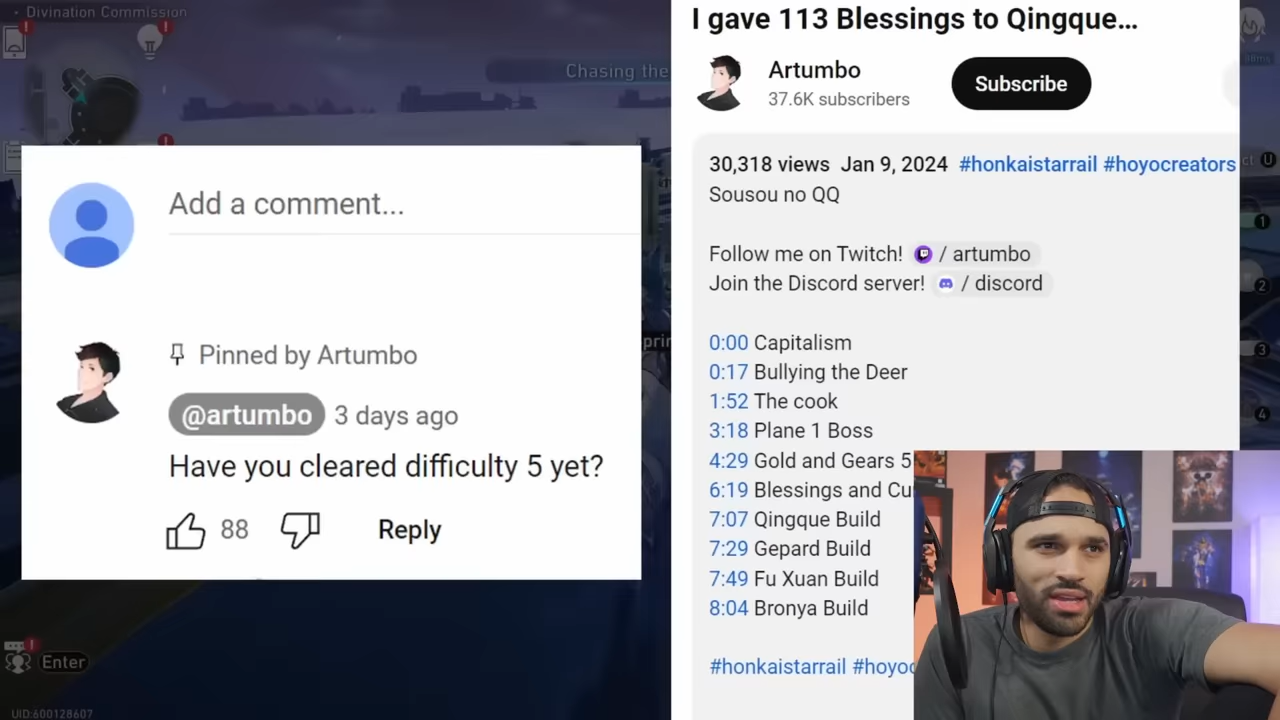 Divination Commission
Chasing the
Add a comment...
Pinned by Artumbo
@artumbo 3 days ago
Have you cleared difficulty 5 yet?
88
Reply
Enter
UID:600128607
I gave 113 Blessings to Qingque...
Artumbo
37.6K subscribers
Subscribe
30,318 views Jan 9, 2024 #honkaistarrail #hoyocreators
Sousou no QQ
Follow me on Twitch! / artumbo
Join the Discord server! / discord
0:00 Capitalism
0:17 Bullying the Deer
1:52 The cook
3:18 Plane 1 Boss
4:29 Gold and Gears 5
6:19 Blessings and Cu
7:07 Qingque Build
7:29 Gepard Build
7:49 Fu Xuan Build
8:04 Bronya Build
#honkaistarrail #hoyoc
U
1
2
3
4